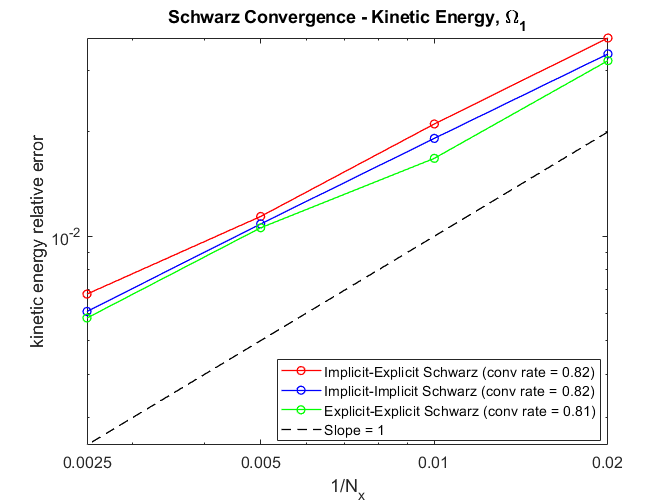 Schwarz Convergence - Kinetic Energy, Ω₁
kinetic energy relative error
10⁻²
Implicit-Explicit Schwarz (conv rate = 0.82)
Implicit-Implicit Schwarz (conv rate = 0.82)
Explicit-Explicit Schwarz (conv rate = 0.81)
Slope = 1
0.0025 0.005 0.01 0.02
1/Nₓ